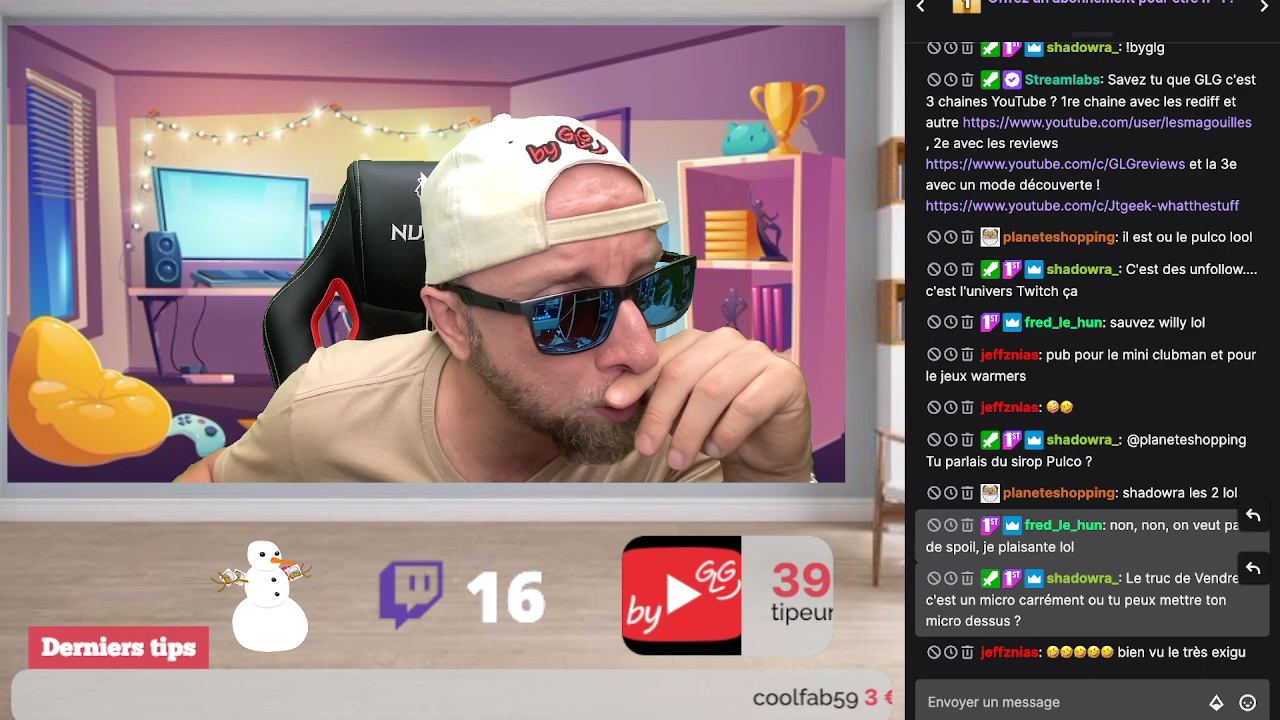 Offrez un abonnement pour être n° 1 !
shadowra_: !byglg
Streamlabs: Savez tu que GLG c'est
3 chaines YouTube ? 1re chaine avec les rediff et
autre https://www.youtube.com/user/lesmagouilles
, 2e avec les reviews
https://www.youtube.com/c/GLGreviews et la 3e
avec un mode découverte !
https://www.youtube.com/c/Jtgeek-whatthestuff
planeteshopping: il est ou le pulco lool
1ST shadowra_: C'est des unfollow....
c'est l'univers Twitch ça
1ST fred_le_hun: sauvez willy lol
jeffznias: pub pour le mini clubman et pour
le jeux warmers
jeffznias: 🤪🤣
1ST shadowra_: @planeteshopping
Tu parlais du sirop Pulco ?
planeteshopping: shadowra les 2 lol
1ST fred_le_hun: non, non, on veut pa
de spoil, je plaisante lol
1ST shadowra_: Le truc de Vendre
c'est un micro carrément ou tu peux mettre ton
micro dessus ?
jeffznias: 🤣🤣🤣🤣🤣 bien vu le très exigu
Envoyer un message
by GLG
NU
16
by GLG
39
tipeur
Derniers tips
coolfab59 3 €